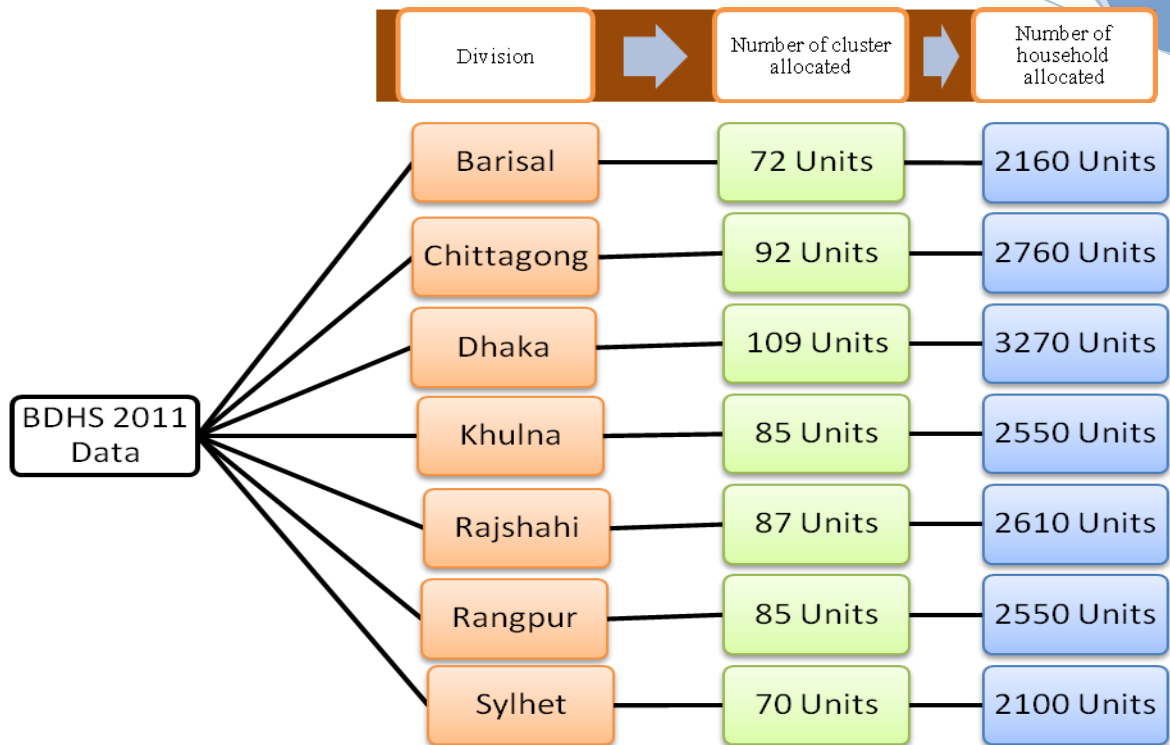 Division
Number of cluster
allocated
Number of
household
allocated
Barisal
72 Units
2160 Units
Chittagong
92 Units
2760 Units
Dhaka
109 Units
3270 Units
BDHS 2011
Data
Khulna
85 Units
2550 Units
Rajshahi
87 Units
2610 Units
Rangpur
85 Units
2550 Units
Sylhet
70 Units
2100 Units